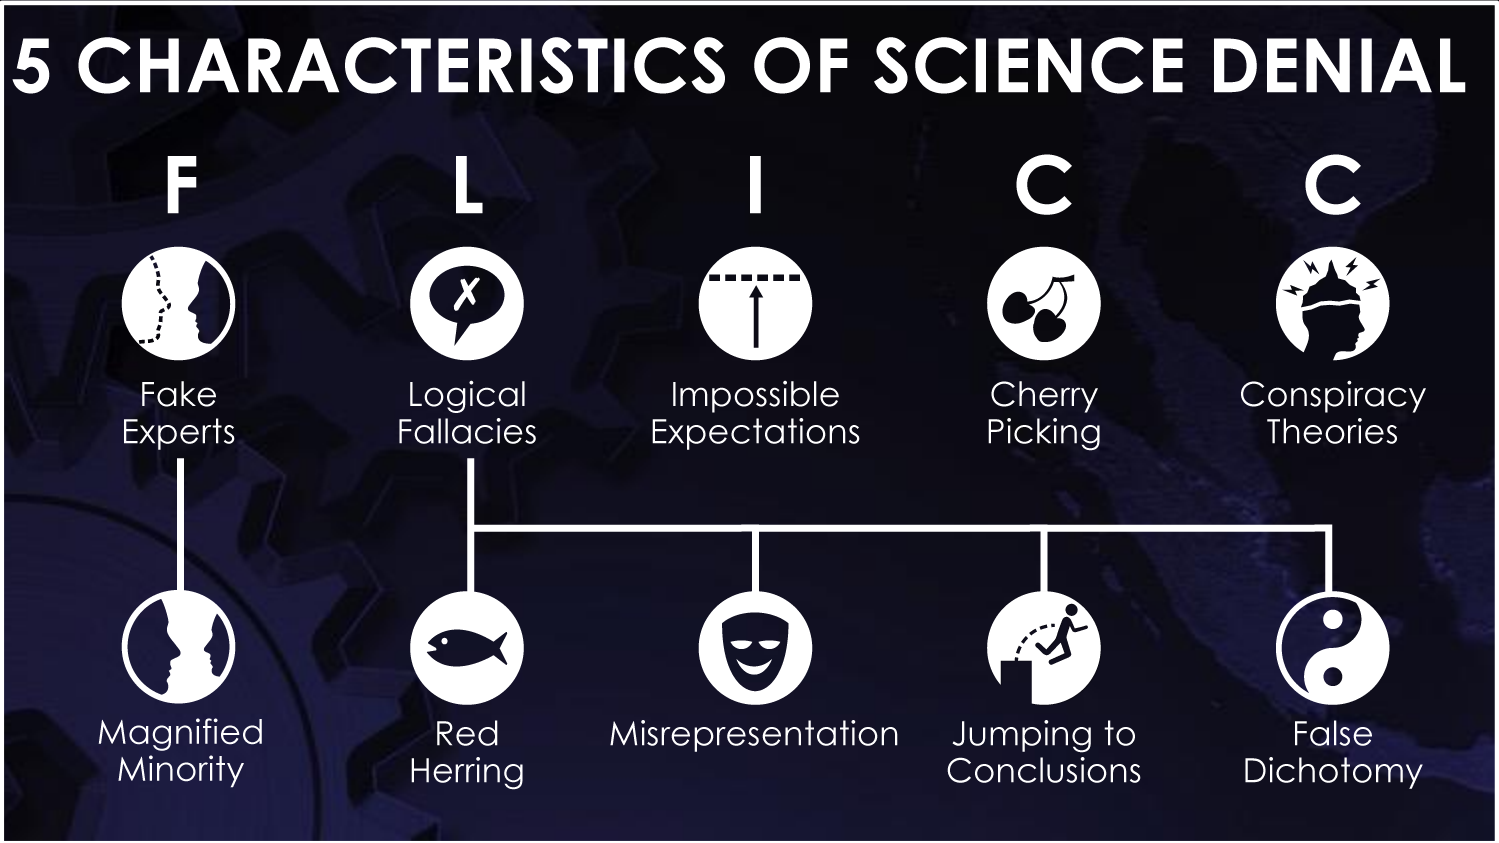 5 CHARACTERISTICS OF SCIENCE DENIAL
F
L
I
C
C
Fake
Experts
Logical
Fallacies
Impossible
Expectations
Cherry
Picking
Conspiracy
Theories
Magnified
Minority
Red
Herring
Misrepresentation
Jumping to
Conclusions
False
Dichotomy